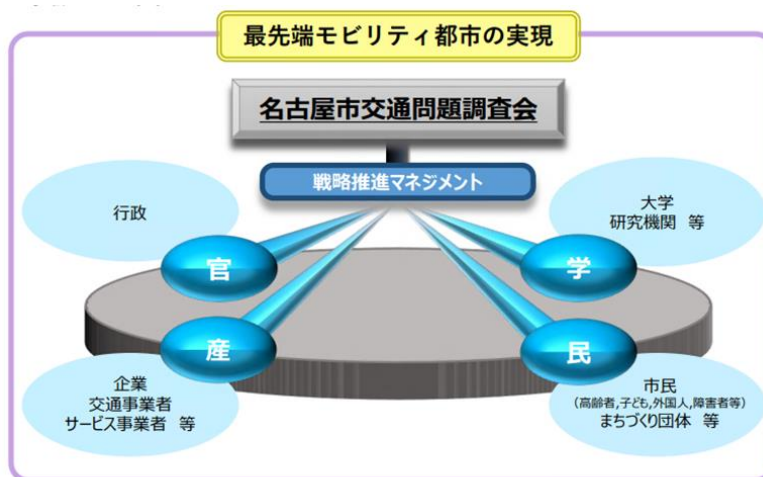 最先端モビリティ都市の実現
名古屋市交通問題調査会
戦略推進マネジメント
行政
官
大学
研究機関 等
学
産
企業
交通事業者
サービス事業者 等
民
市民
（高齢者,子ども,外国人,障害者等）
まちづくり団体 等